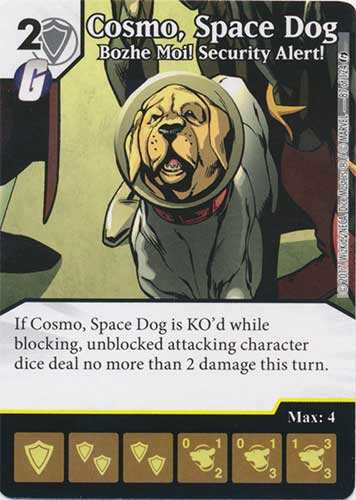 2
Cosmo, Space Dog
Bozhe Moi! Security Alert!
G
If Cosmo, Space Dog is KO'd while
blocking, unblocked attacking character
dice deal no more than 2 damage this turn.
Max: 4
0 1 2
0 1 3
1 3 3